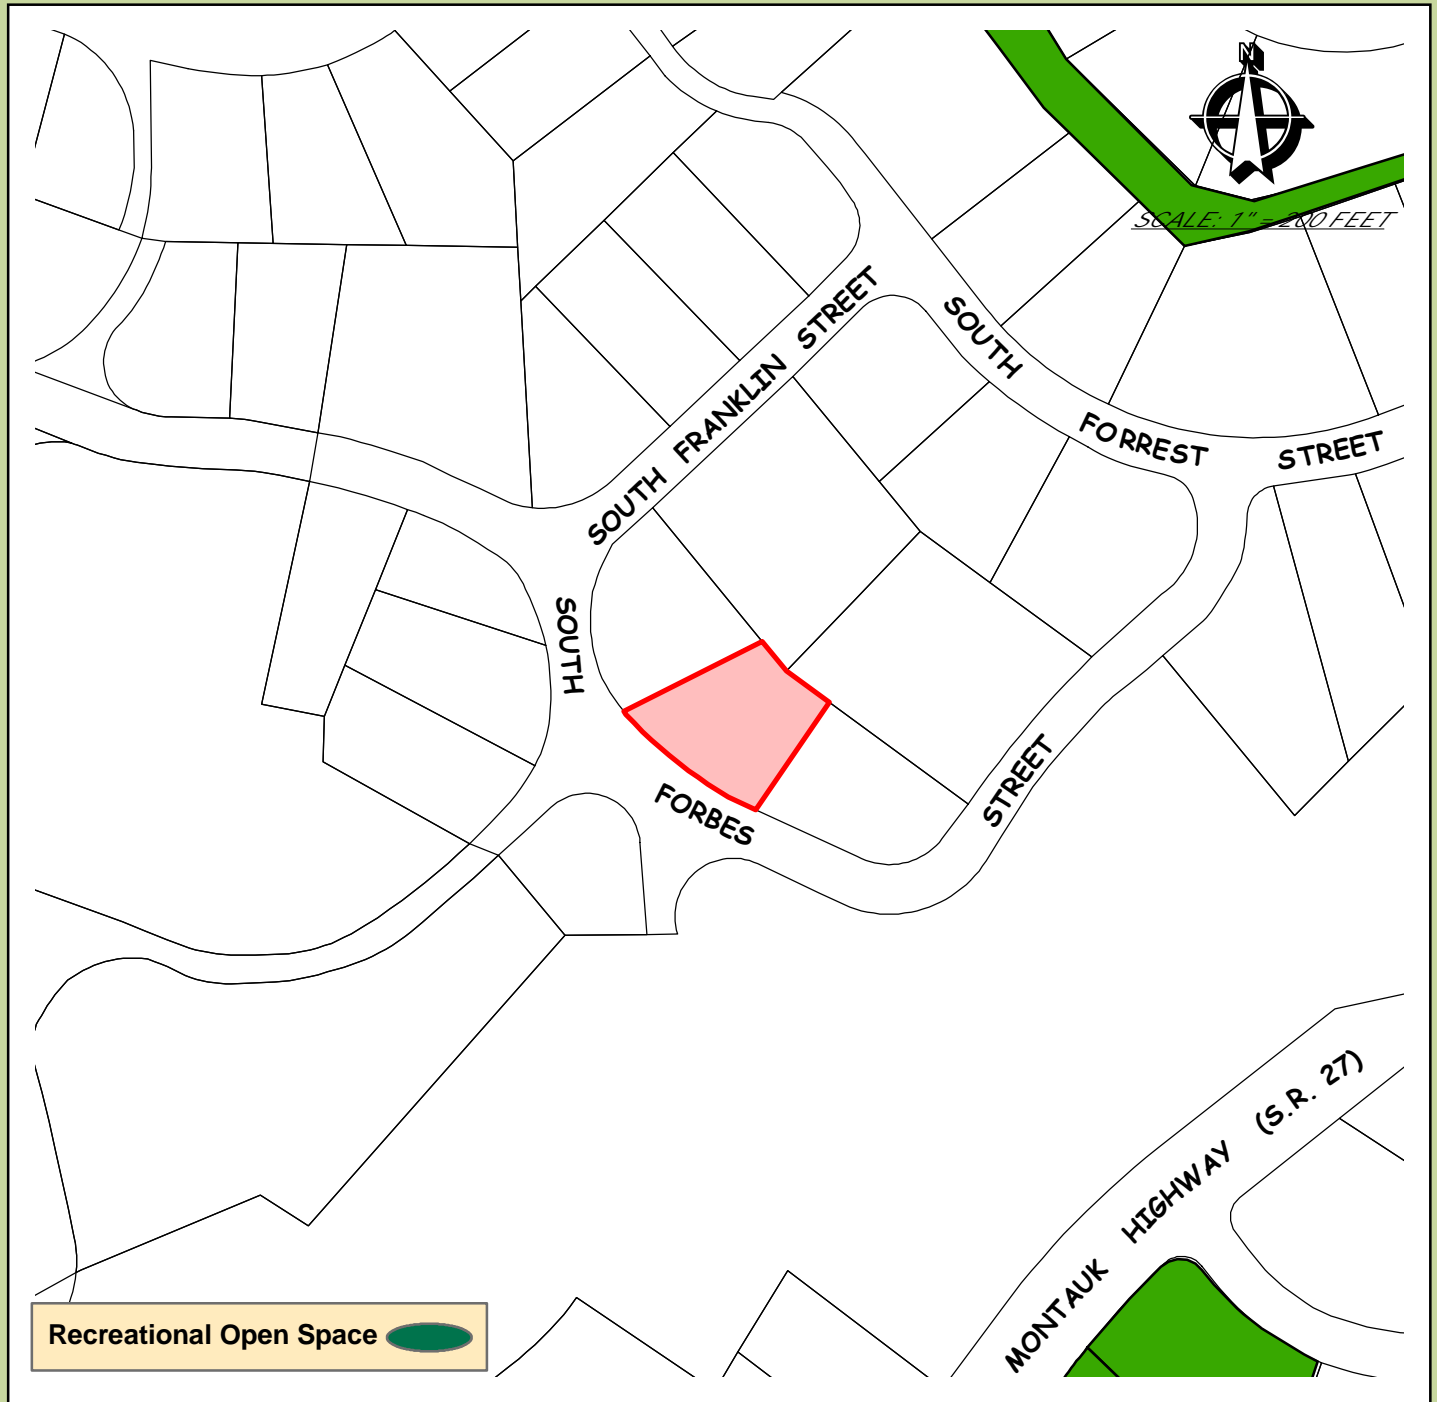 N
SCALE: 1" = 200 FEET
SOUTH FRANKLIN STREET
SOUTH FORREST STREET
SOUTH FORBES STREET
MONTAUK HIGHWAY (S.R. 27)
Recreational Open Space